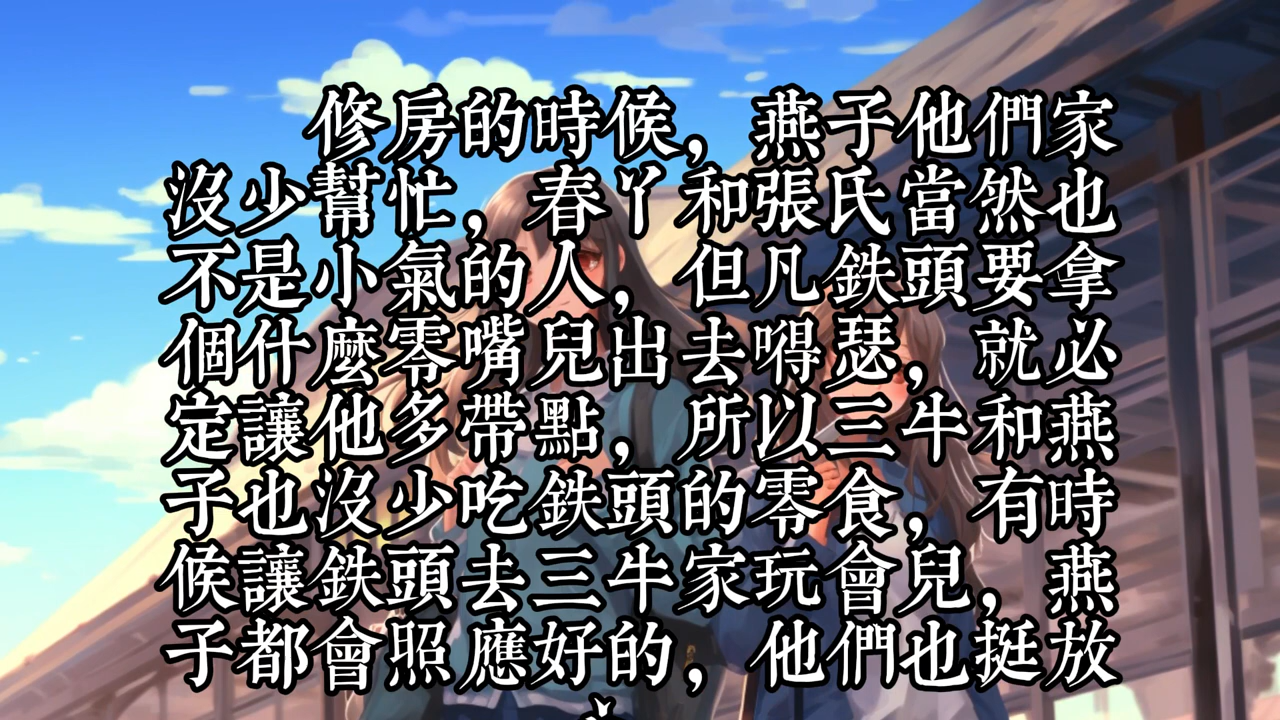 修房的時候，燕子他們家
沒少幫忙，春丫和張氏當然也
不是小氣的人，但凡鉄頭要拿
個什麼零嘴兒出去嘚瑟，就必
定讓他多帶點，所以三牛和燕
子也沒少吃鉄頭的零食，有時
候讓鉄頭去三牛家玩會兒，燕
子都會照應好的，他們也挺放